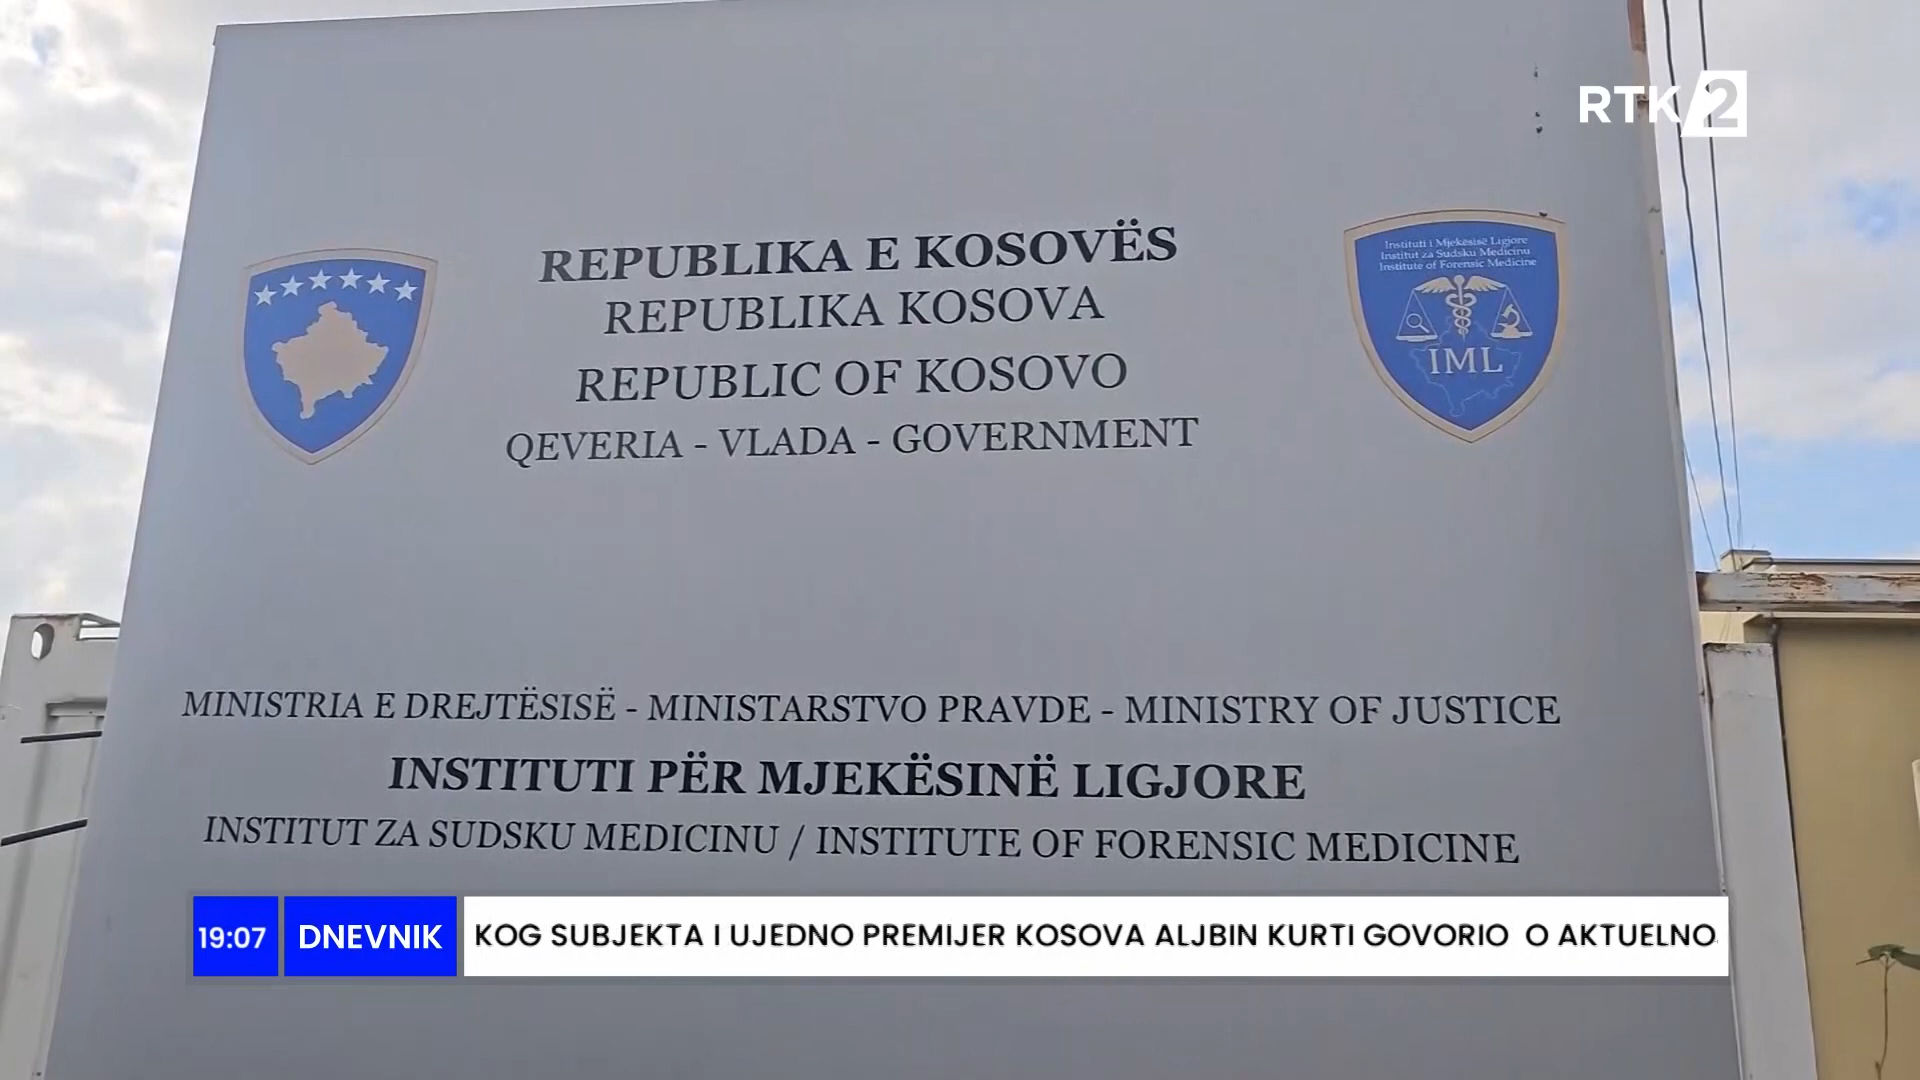 RTK 2
REPUBLIKA E KOSOVËS
REPUBLIKA KOSOVA
REPUBLIC OF KOSOVO
QEVERIA - VLADA - GOVERNMENT
Instituti i Mjekësisë Ligjore
Institut za Sudsku Medicinu
Institute of Forensic Medicine
IML
MINISTRIA E DREJTËSISË - MINISTARSTVO PRAVDE - MINISTRY OF JUSTICE
INSTITUTI PËR MJEKËSINË LIGJORE
INSTITUT ZA SUDSKU MEDICINU / INSTITUTE OF FORENSIC MEDICINE
19:07 DNEVNIK KOG SUBJEKTA I UJEDNO PREMIJER KOSOVA ALJBIN KURTI GOVORIO O AKTUELNO